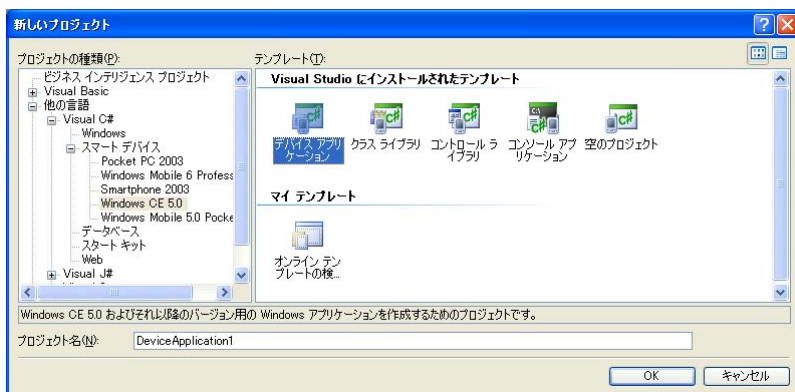 新しいプロジェクト
プロジェクトの種類(P):
テンプレート(T):
ビジネス インテリジェンス プロジェクト
Visual Basic
他の言語
Visual C#
Windows
スマート デバイス
Pocket PC 2003
Windows Mobile 6 Profess
Smartphone 2003
Windows CE 5.0
Windows Mobile 5.0 Pocke
データベース
スタート キット
Web
Visual J#
Visual Studio にインストールされたテンプレート
デバイス アプリ
ケーション
クラス ライブラリ
コントロール ラ
イブラリ
コンソール アプ
リケーション
空のプロジェクト
マイ テンプレート
オンライン テン
プレートの検...
Windows CE 5.0 およびそれ以降のバージョン用の Windows アプリケーションを作成するためのプロジェクトです。
プロジェクト名(N):
DeviceApplication1
OK
キャンセル